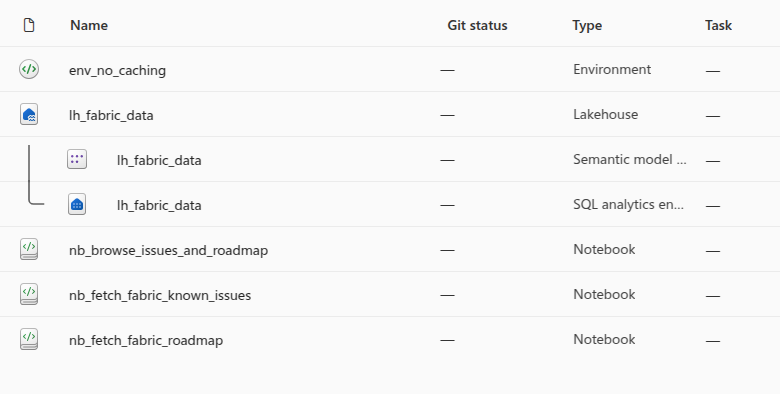 Name Git status Type Task
env_no_caching — Environment —
lh_fabric_data — Lakehouse —
lh_fabric_data — Semantic model ... —
lh_fabric_data — SQL analytics en... —
nb_browse_issues_and_roadmap — Notebook —
nb_fetch_fabric_known_issues — Notebook —
nb_fetch_fabric_roadmap — Notebook —